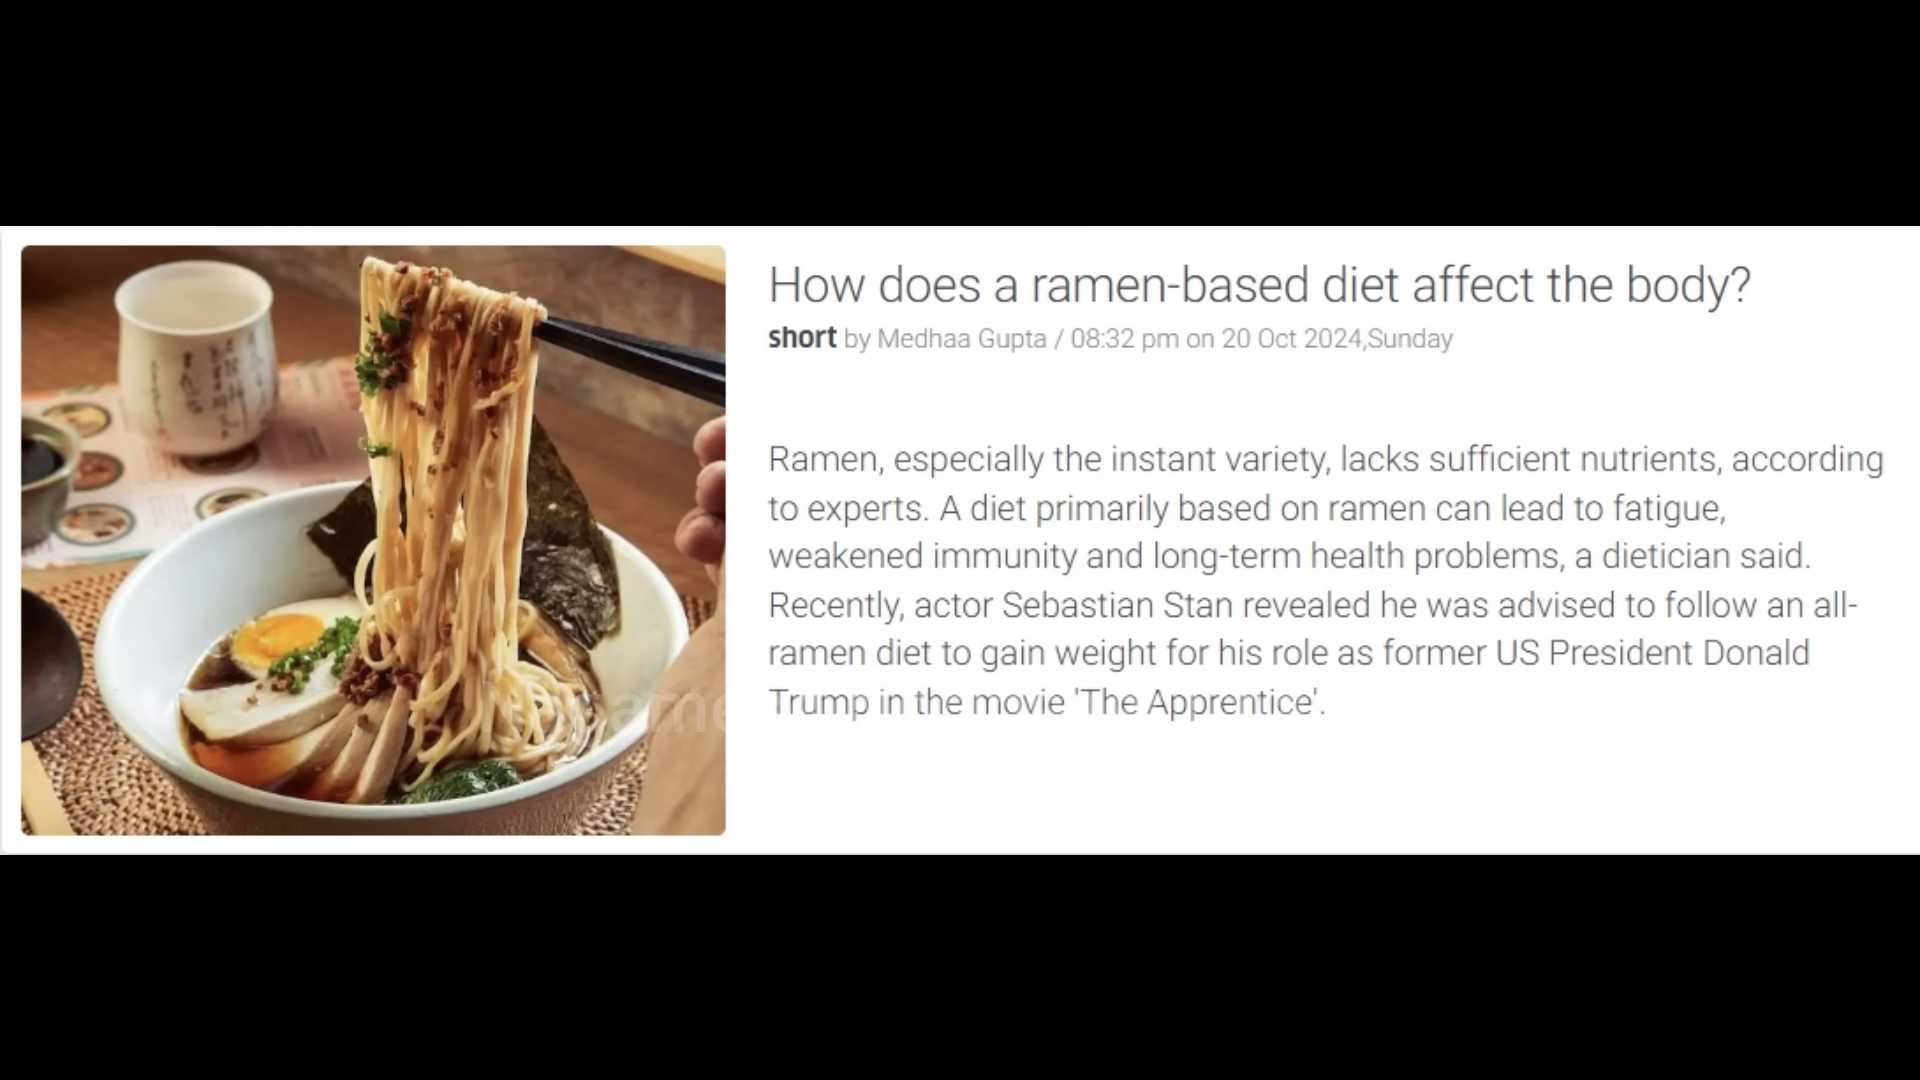 How does a ramen-based diet affect the body?
short by Medhaa Gupta / 08:32 pm on 20 Oct 2024,Sunday
Ramen, especially the instant variety, lacks sufficient nutrients, according
to experts. A diet primarily based on ramen can lead to fatigue,
weakened immunity and long-term health problems, a dietician said.
Recently, actor Sebastian Stan revealed he was advised to follow an all-
ramen diet to gain weight for his role as former US President Donald
Trump in the movie 'The Apprentice'.